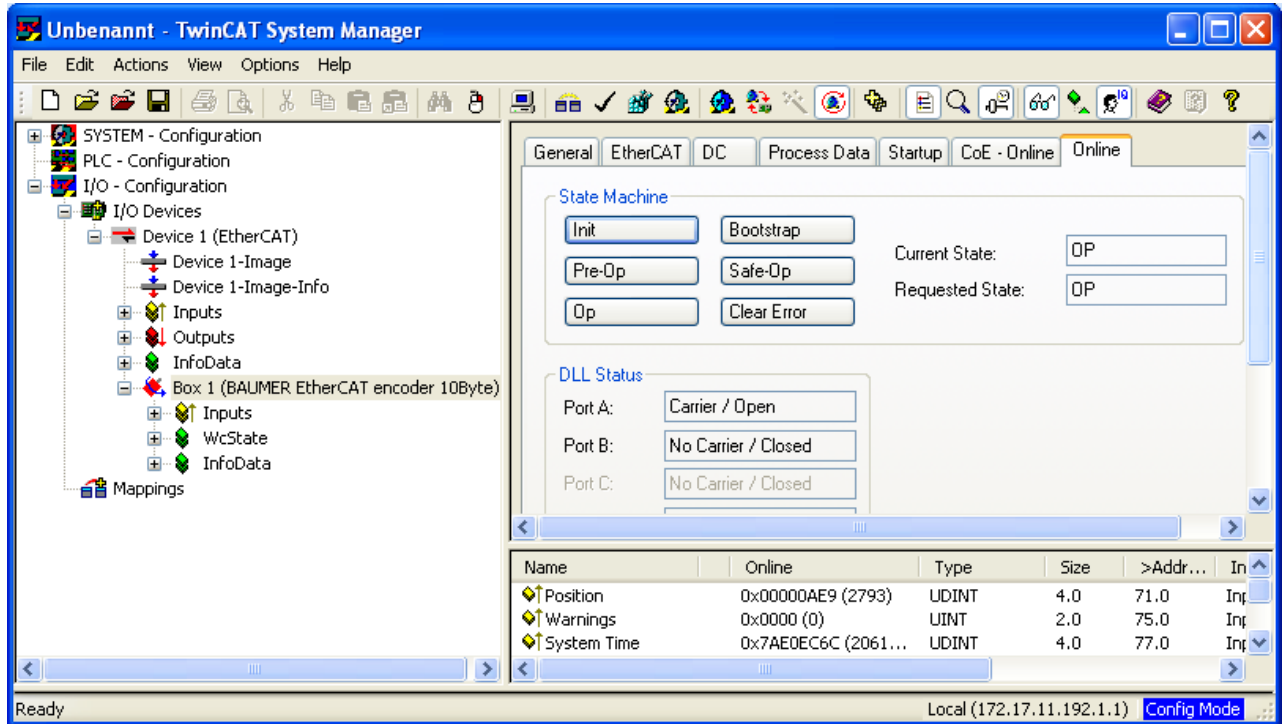 Unbenannt - TwinCAT System Manager
File Edit Actions View Options Help
SYSTEM - Configuration
PLC - Configuration
I/O - Configuration
I/O Devices
Device 1 (EtherCAT)
Device 1-Image
Device 1-Image-Info
Inputs
Outputs
InfoData
Box 1 (BAUMER EtherCAT encoder 10Byte)
Inputs
WcState
InfoData
Mappings
General EtherCAT DC Process Data Startup CoE - Online Online
State Machine
Init Bootstrap
Pre-Op Safe-Op
Op Clear Error
Current State: OP
Requested State: OP
DLL Status
Port A: Carrier / Open
Port B: No Carrier / Closed
Port C: No Carrier / Closed
Name Online Type Size >Addr... In
Position 0x00000AE9 (2793) UDINT 4.0 71.0
Warnings 0x0000 (0) UINT 2.0 75.0
System Time 0x7AE0EC6C (2061... UDINT 4.0 77.0
Ready Local (172.17.11.192.1.1) Config Mode